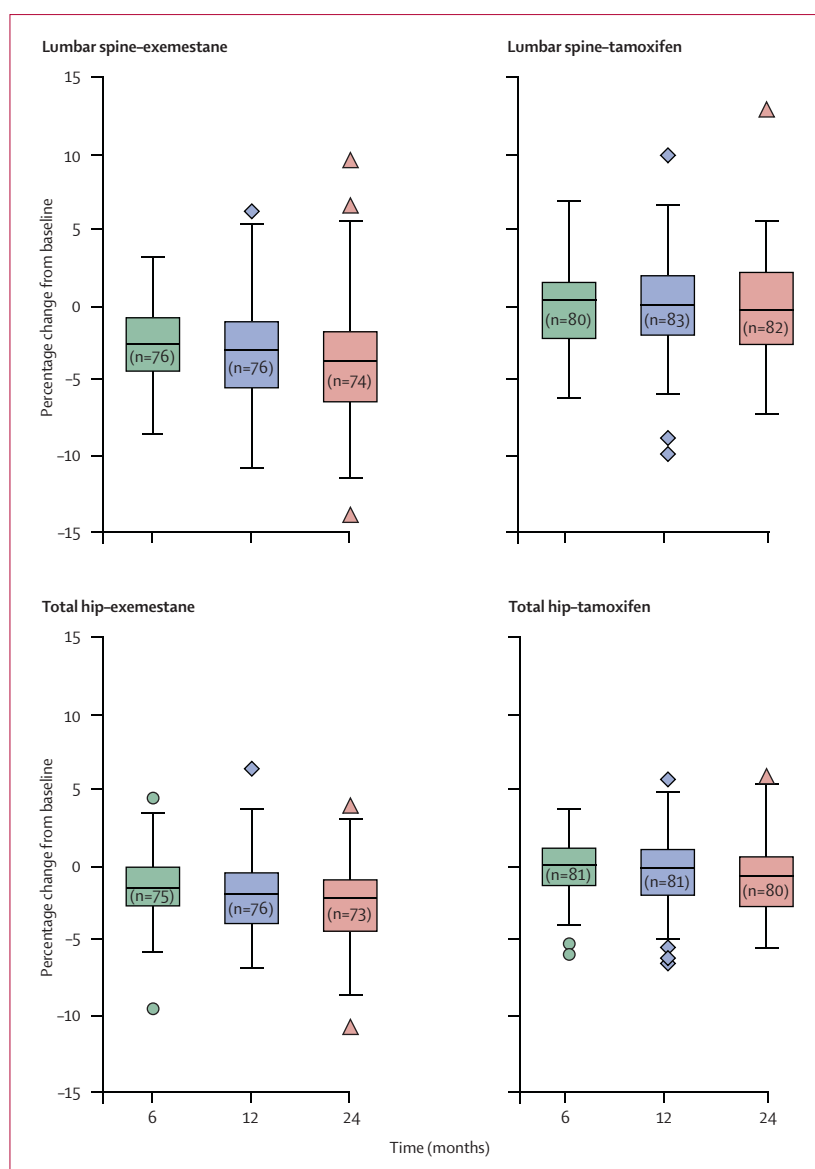 Lumbar spine–exemestane
Lumbar spine–tamoxifen
15
10
5
0
–5
–10
–15
Percentage change from baseline
(n=76)
(n=76)
(n=74)
(n=80)
(n=83)
(n=82)
Total hip–exemestane
Total hip–tamoxifen
15
10
5
0
–5
–10
–15
Percentage change from baseline
(n=75)
(n=76)
(n=73)
(n=81)
(n=81)
(n=80)
6
12
24
6
12
24
Time (months)